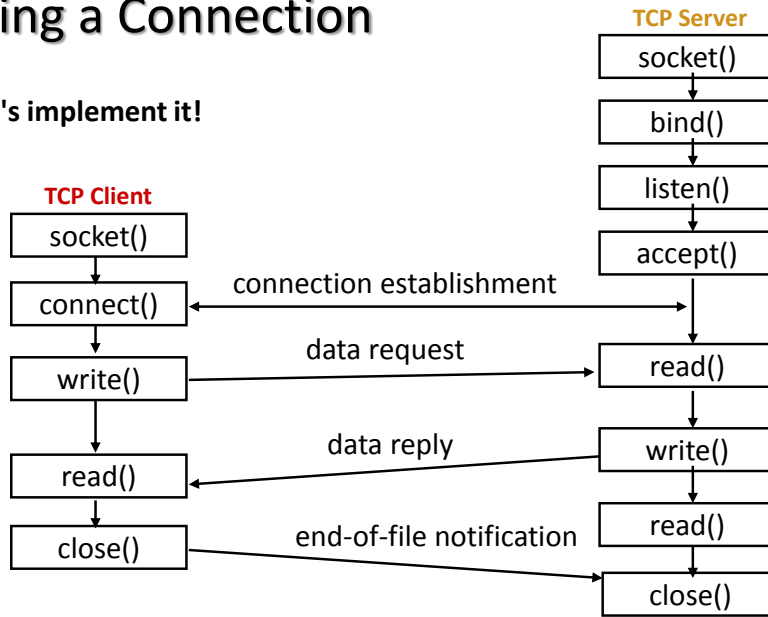 ing a Connection
's implement it!
TCP Server
socket()
bind()
listen()
accept()
TCP Client
socket()
connect()
connection establishment
write()
data request
read()
data reply
write()
read()
read()
close()
end-of-file notification
close()